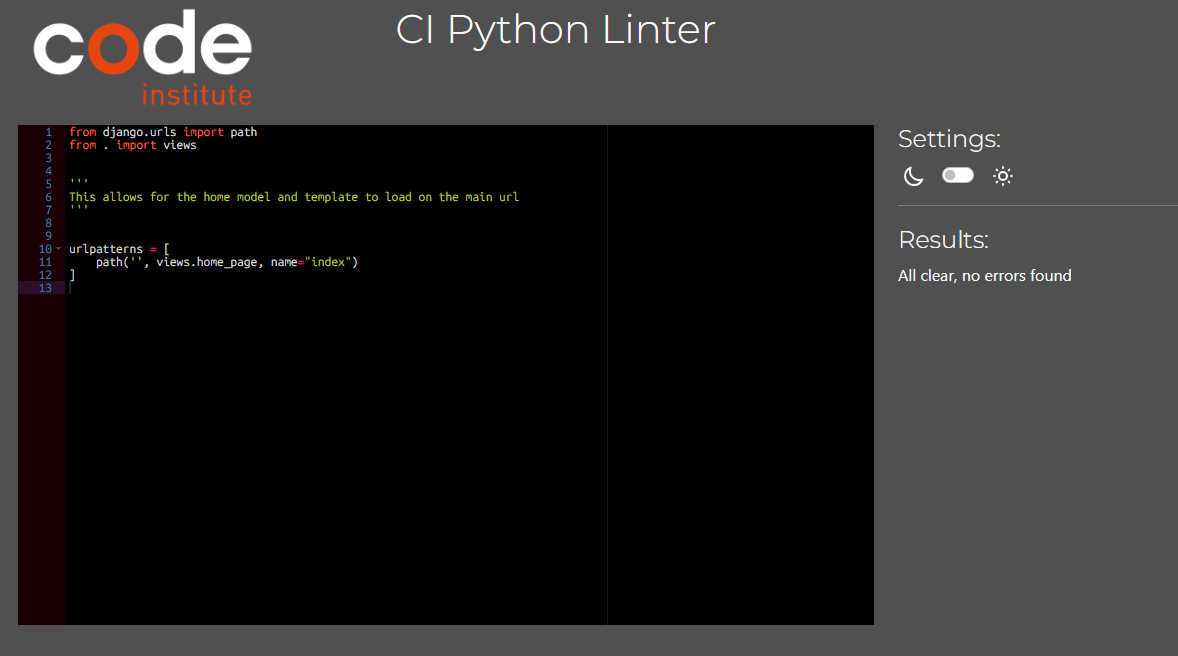 code
institute
CI Python Linter
1 from django.urls import path
2 from . import views
3
4
5 '''
6 This allows for the home model and template to load on the main url
7 '''
8
9
10 urlpatterns = [
11     path('', views.home_page, name="index")
12 ]
13
Settings:
Results:
All clear, no errors found